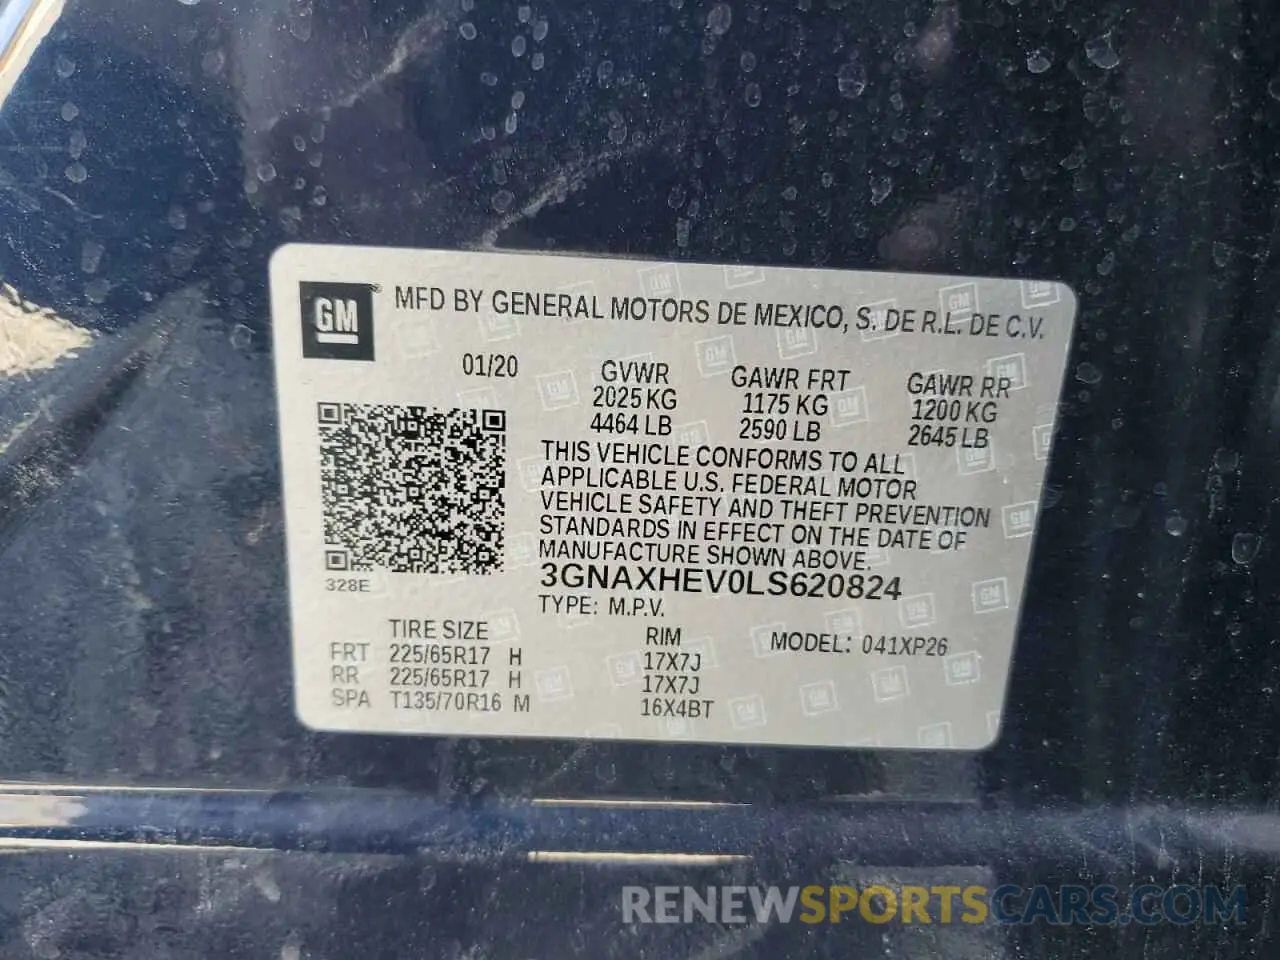 GM ® MFD BY GENERAL MOTORS DE MEXICO, S. DE R.L. DE C.V.
01/20 GVWR GAWR FRT GAWR RR
2025 KG 1175 KG 1200 KG
4464 LB 2590 LB 2645 LB
THIS VEHICLE CONFORMS TO ALL
APPLICABLE U.S. FEDERAL MOTOR
VEHICLE SAFETY AND THEFT PREVENTION
STANDARDS IN EFFECT ON THE DATE OF
MANUFACTURE SHOWN ABOVE.
328E 3GNAXHEV0LS620824
TYPE: M.P.V.
TIRE SIZE RIM MODEL: 041XP26
FRT 225/65R17 H 17X7J
RR 225/65R17 H 17X7J
SPA T135/70R16 M 16X4BT
RENEWSPORTSCARS.COM